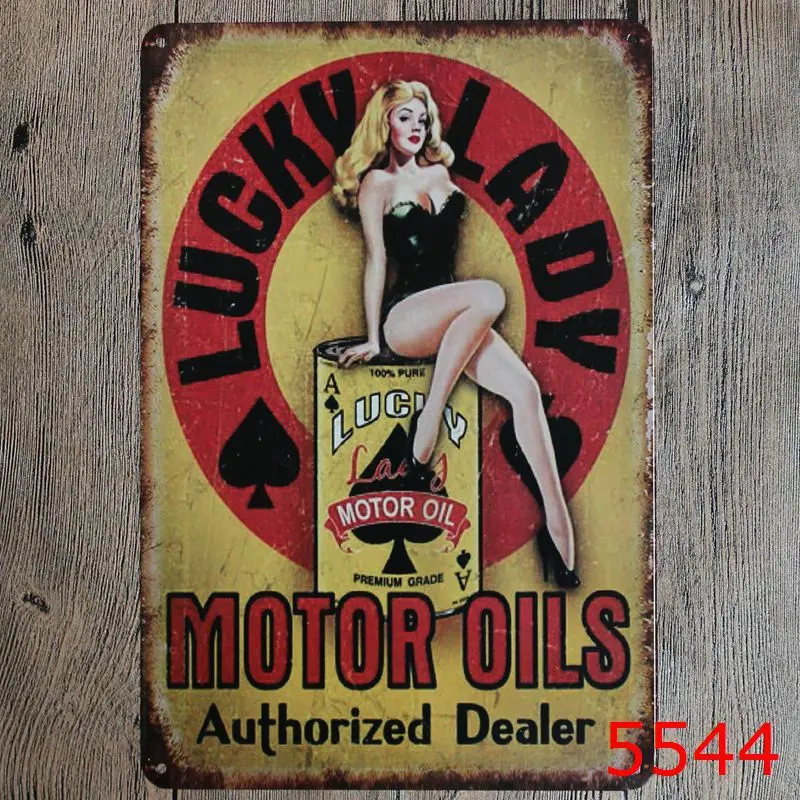 LUCKY LADY
100% PURE
A
LUCKY
Lady
MOTOR OIL
PREMIUM GRADE
A
MOTOR OILS
Authorized Dealer
5544